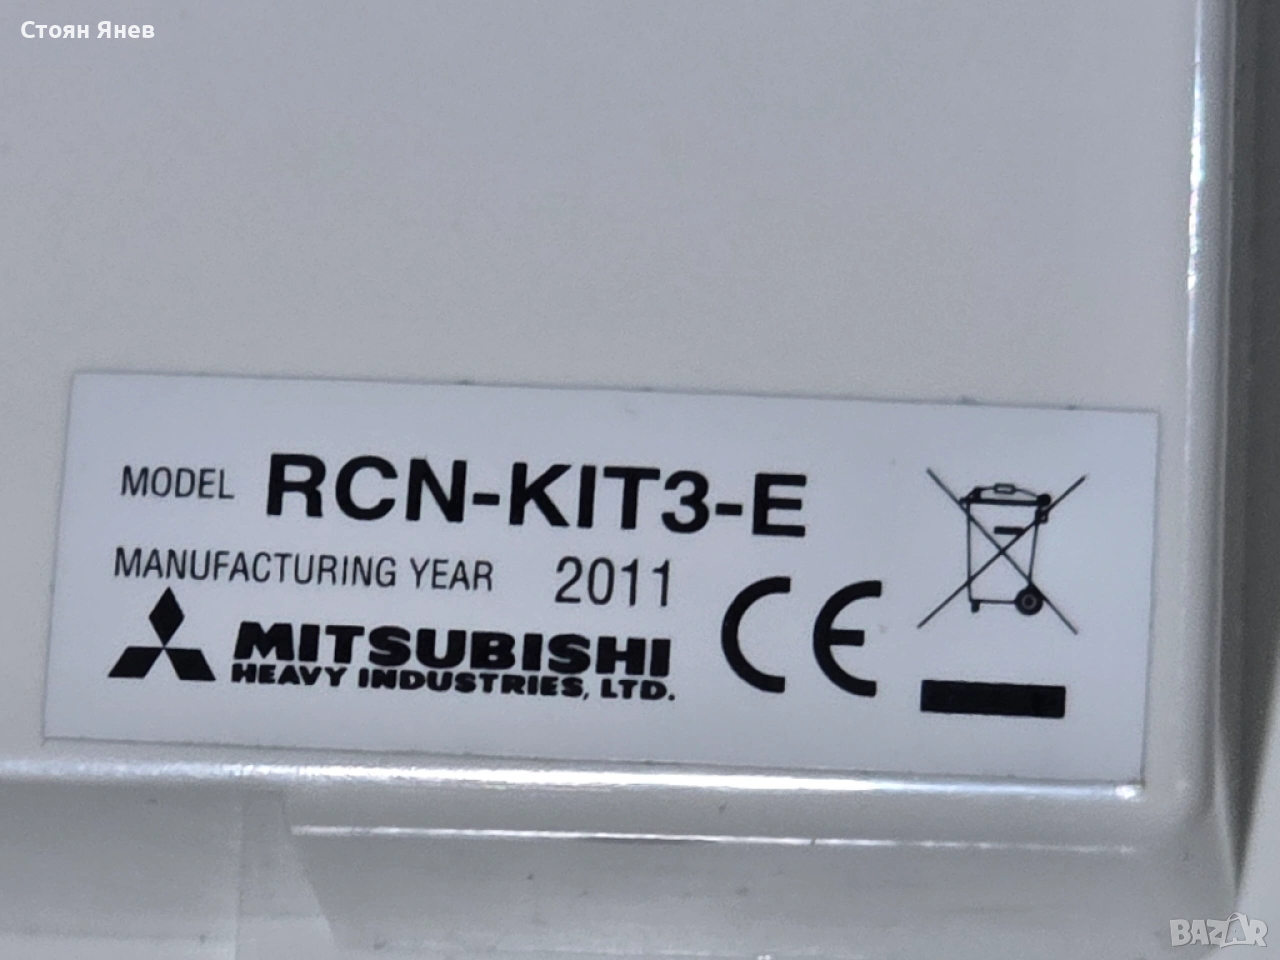 Стоян Янев
MODEL RCN-KIT3-E
MANUFACTURING YEAR 2011
MITSUBISHI
HEAVY INDUSTRIES, LTD.
CE
BAZAR